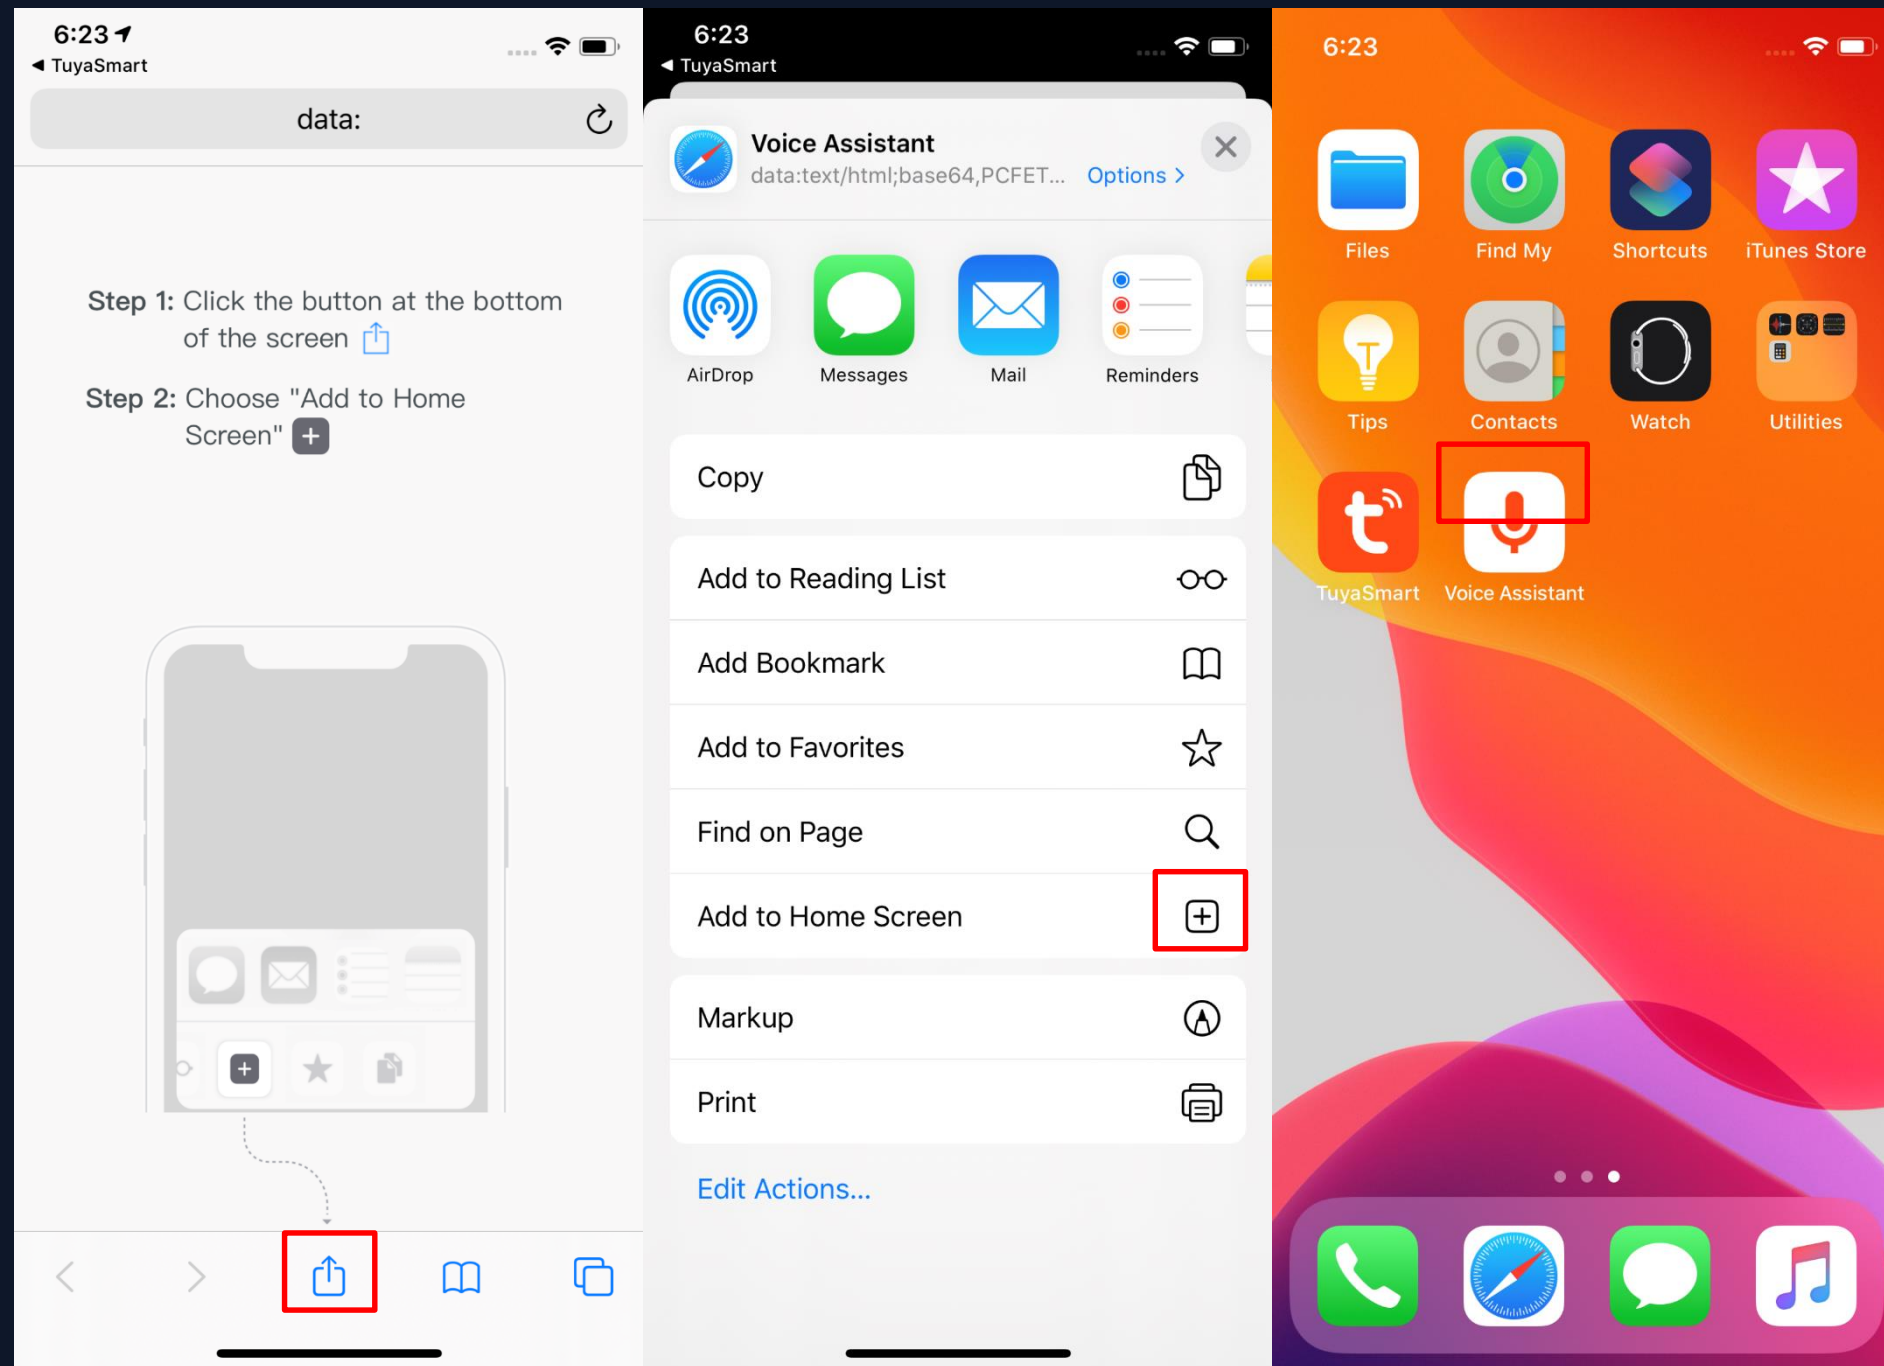 6:23
◀ TuyaSmart
data:
Step 1: Click the button at the bottom
of the screen
Step 2: Choose "Add to Home
Screen"
6:23
◀ TuyaSmart
Voice Assistant
data:text/html;base64,PCFET... Options >
AirDrop Messages Mail Reminders
Copy
Add to Reading List
Add Bookmark
Add to Favorites
Find on Page
Add to Home Screen
Markup
Print
Edit Actions...
6:23
Files Find My Shortcuts iTunes Store
Tips Contacts Watch Utilities
TuyaSmart Voice Assistant